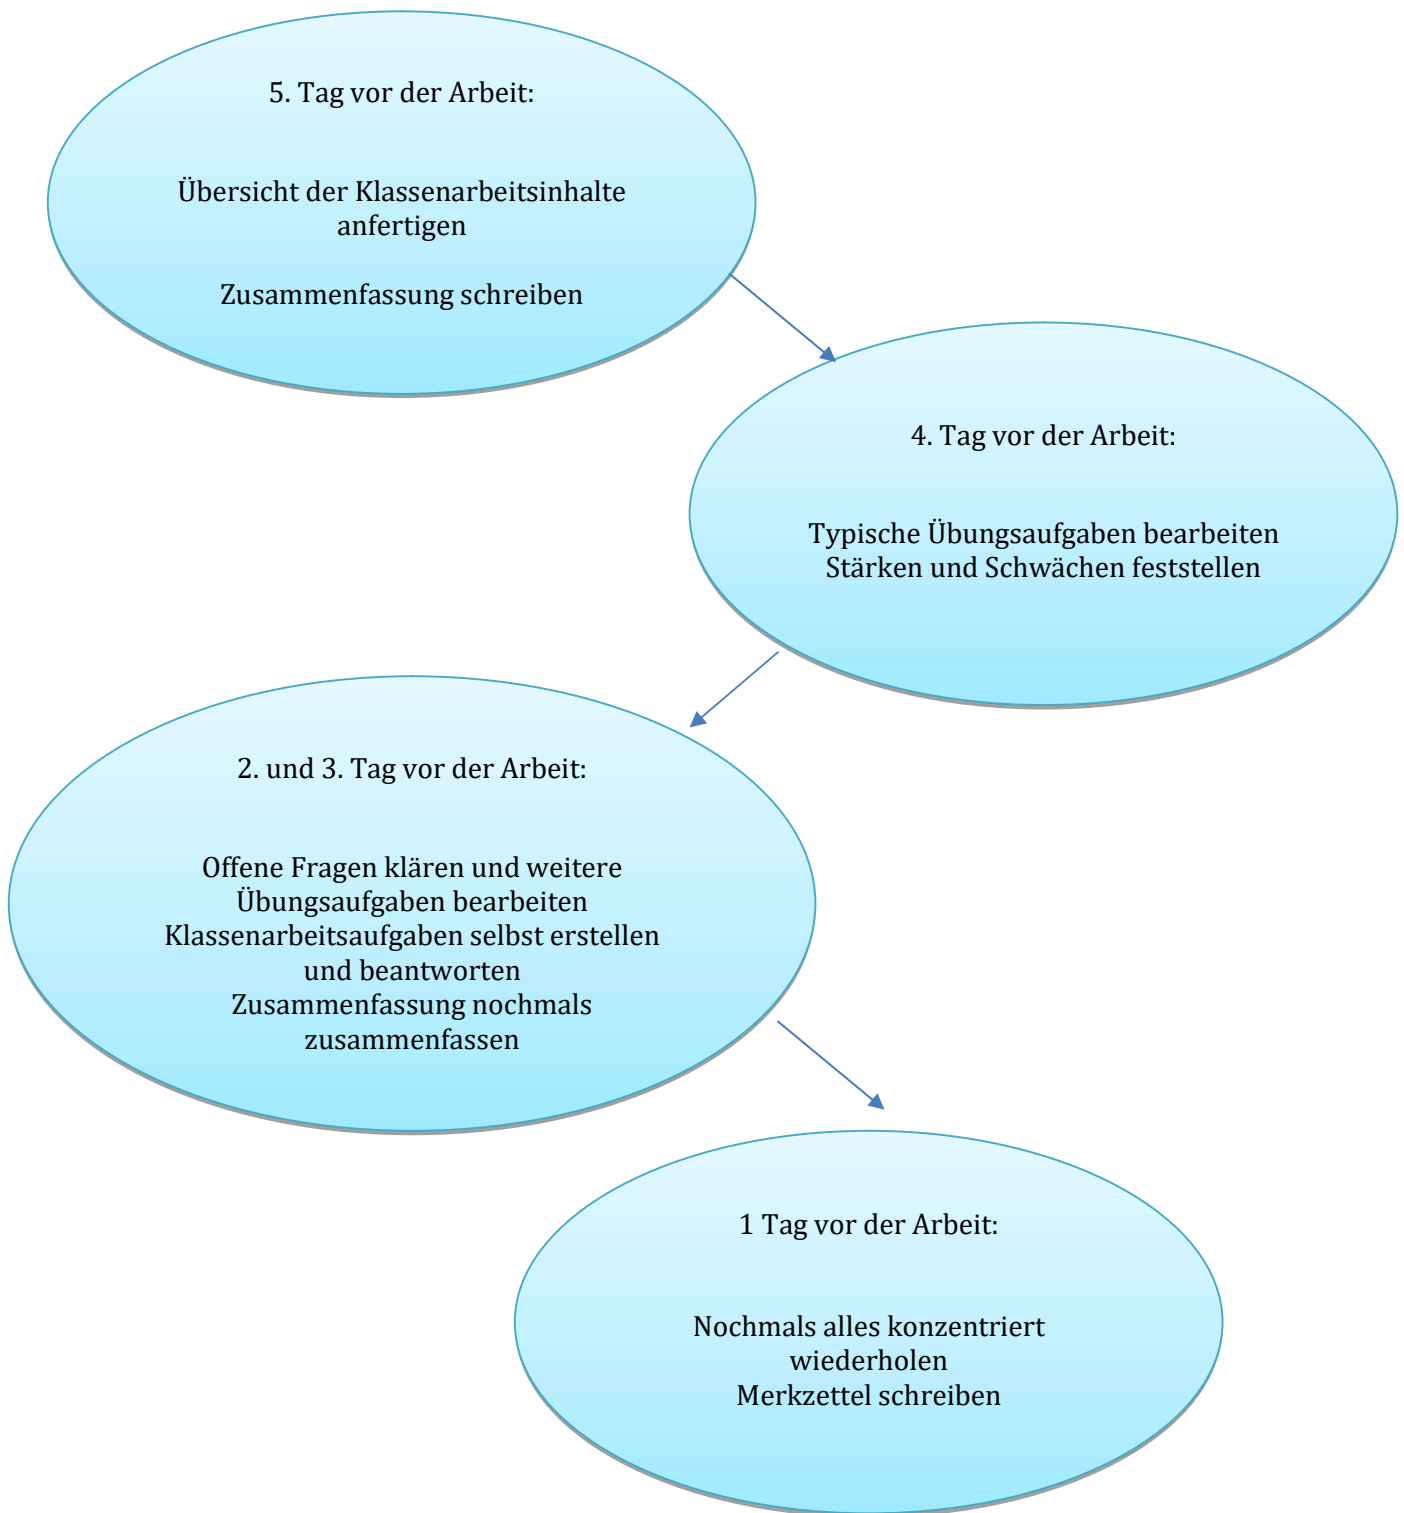 5. Tag vor der Arbeit:
Übersicht der Klassenarbeitsinhalte
anfertigen
Zusammenfassung schreiben
4. Tag vor der Arbeit:
Typische Übungsaufgaben bearbeiten
Stärken und Schwächen feststellen
2. und 3. Tag vor der Arbeit:
Offene Fragen klären und weitere
Übungsaufgaben bearbeiten
Klassenarbeitsaufgaben selbst erstellen
und beantworten
Zusammenfassung nochmals
zusammenfassen
1 Tag vor der Arbeit:
Nochmals alles konzentriert
wiederholen
Merkzettel schreiben